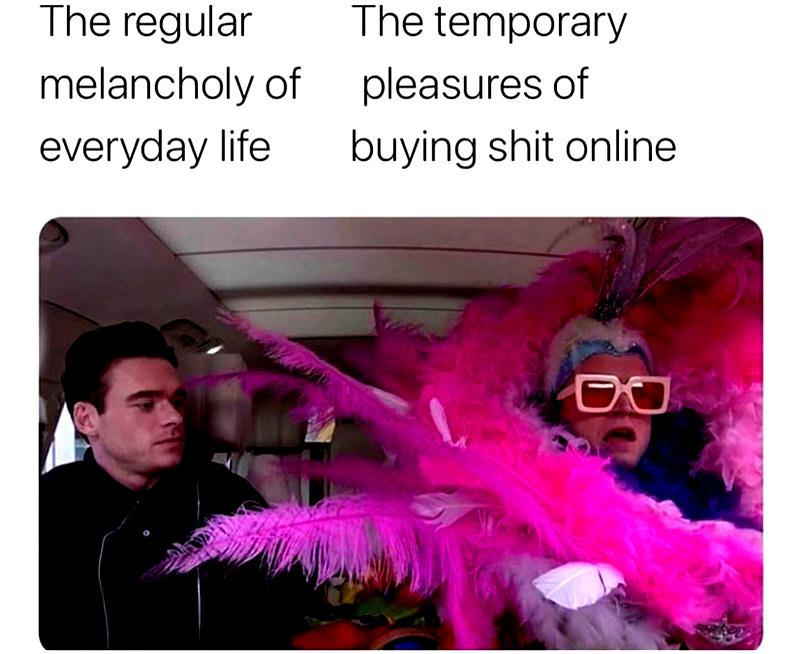 The regular
melancholy of
everyday life
The temporary
pleasures of
buying shit online